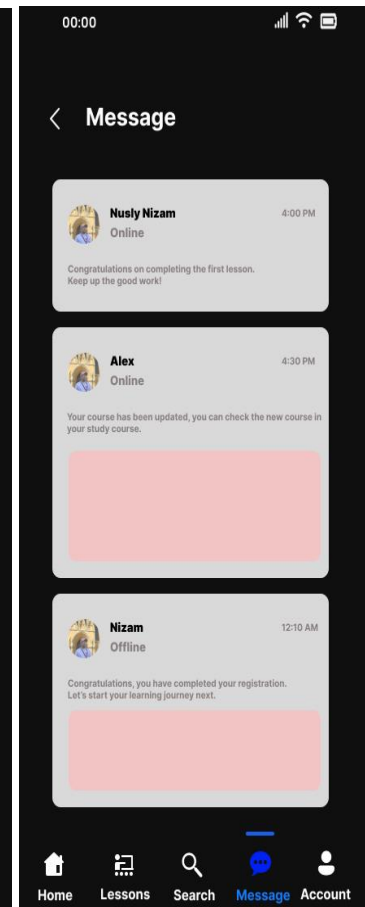 00:00
Message
Nusly Nizam
4:00 PM
Online
Congratulations on completing the first lesson.
Keep up the good work!
Alex
4:30 PM
Online
Your course has been updated, you can check the new course in
your study course.
Nizam
12:10 AM
Offline
Congratulations, you have completed your registration.
Let's start your learning journey next.
Home Lessons Search Message Account